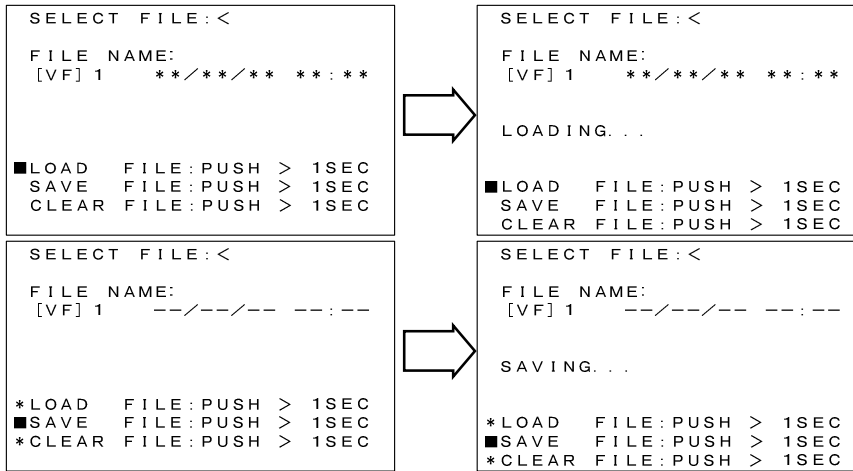 SELECT FILE:<
FILE NAME:
[VF] 1 **/**/** **:**
■LOAD FILE:PUSH > 1SEC
SAVE FILE:PUSH > 1SEC
CLEAR FILE:PUSH > 1SEC
SELECT FILE:<
FILE NAME:
[VF] 1 **/**/** **:**
LOADING...
■LOAD FILE:PUSH > 1SEC
SAVE FILE:PUSH > 1SEC
CLEAR FILE:PUSH > 1SEC
SELECT FILE:<
FILE NAME:
[VF] 1 --/--/-- --:--
*LOAD FILE:PUSH > 1SEC
■SAVE FILE:PUSH > 1SEC
*CLEAR FILE:PUSH > 1SEC
SELECT FILE:<
FILE NAME:
[VF] 1 --/--/-- --:--
SAVING...
*LOAD FILE:PUSH > 1SEC
■SAVE FILE:PUSH > 1SEC
*CLEAR FILE:PUSH > 1SEC